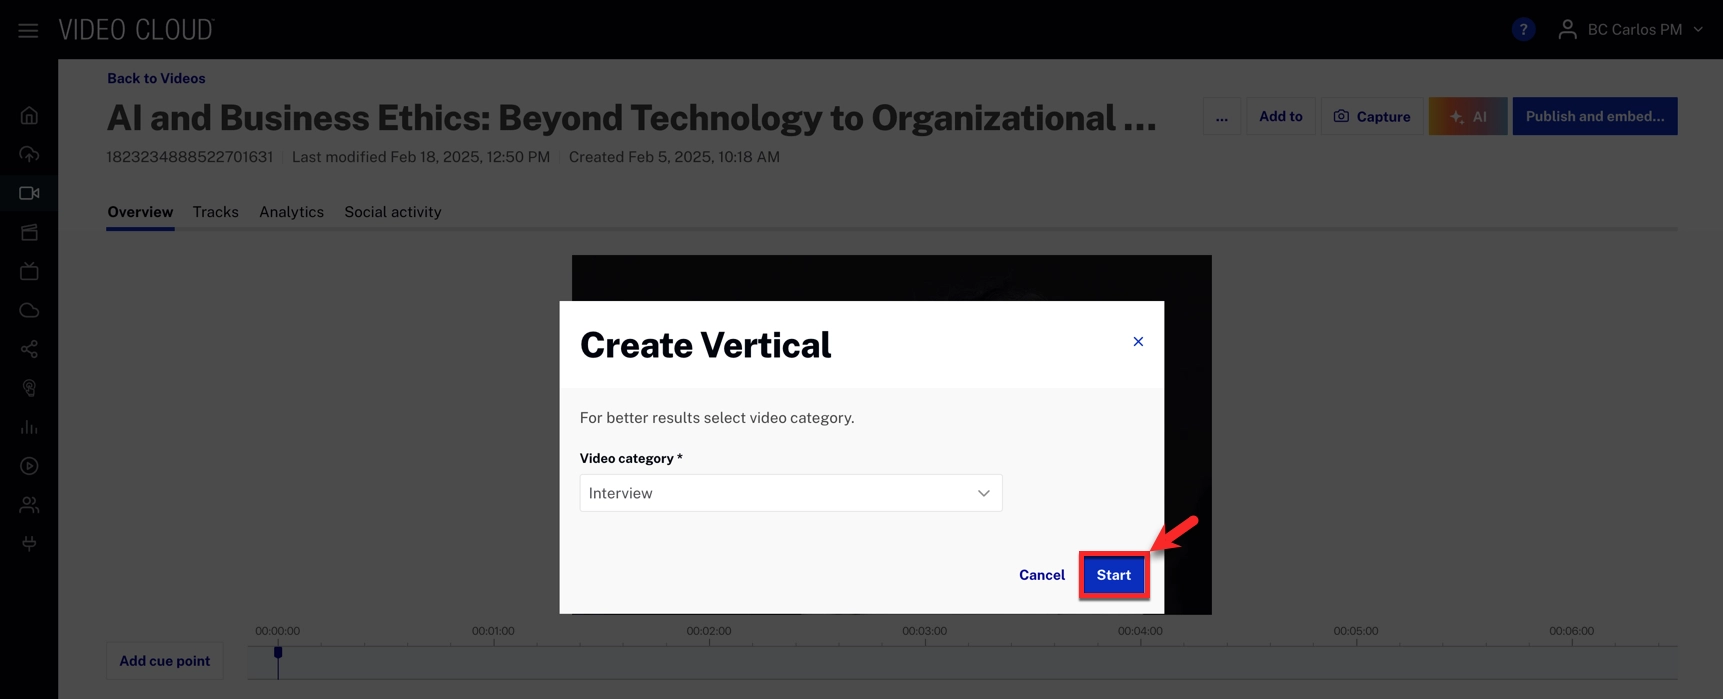 VIDEO CLOUD
?
BC Carlos PM
Back to Videos
AI and Business Ethics: Beyond Technology to Organizational ...
... Add to Capture AI Publish and embed...
1823234888522701631 Last modified Feb 18, 2025, 12:50 PM Created Feb 5, 2025, 10:18 AM
Overview Tracks Analytics Social activity
Create Vertical
For better results select video category.
Video category *
Interview
Cancel Start
00:00:00 00:01:00 00:02:00 00:03:00 00:04:00 00:05:00 00:06:00
Add cue point